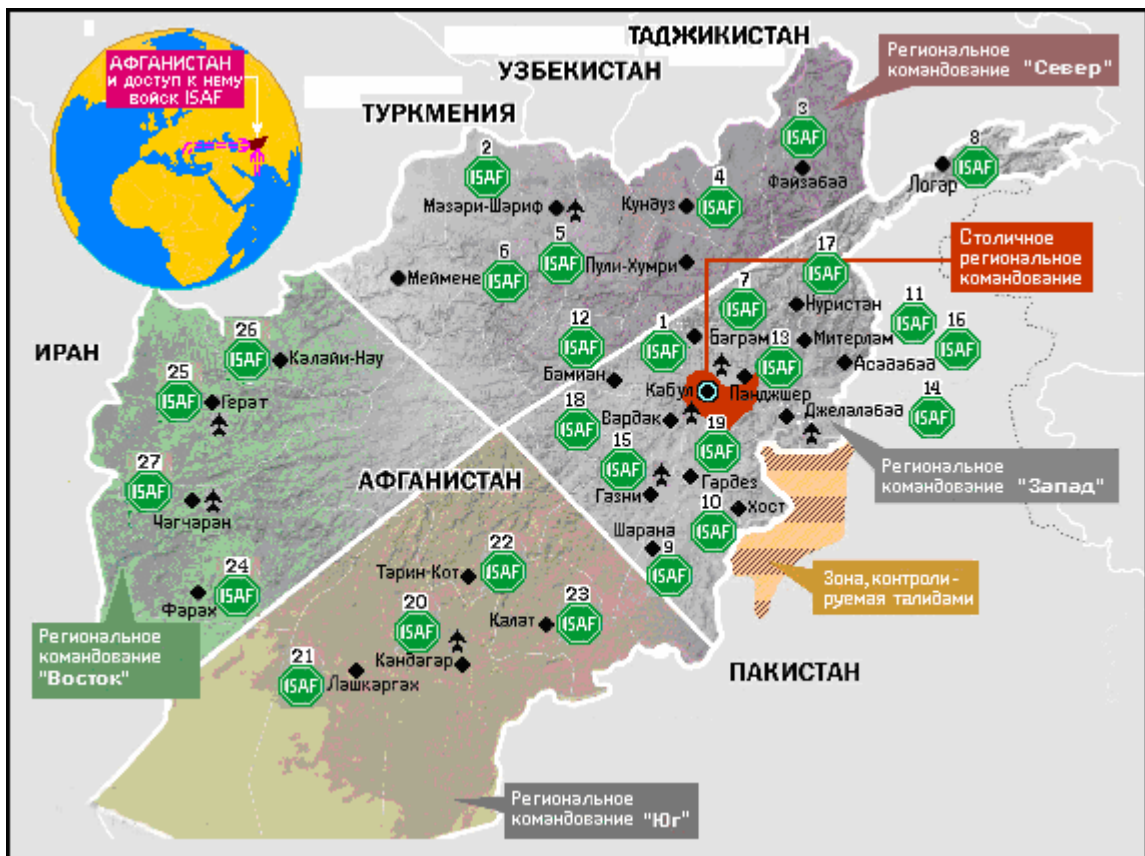 АФГАНИСТАН
и доступ к нему
войск ISAF
ТАДЖИКИСТАН
УЗБЕКИСТАН
ТУРКМЕНИЯ
Региональное
командование "Север"
3
ISAF
Файзабад
8
ISAF
Логар
2
ISAF
Мазари-Шариф
4
ISAF
Кундуз
5
ISAF
Пули-Хумри
6
ISAF
Меймене
17
ISAF
Нуристан
Столичное
региональное
командование
7
ISAF
Баграм
11
ISAF
16
ISAF
Митерлам
Асадабад
13
ISAF
Панджшер
12
ISAF
Бамиан
1
ISAF
Кабул
ИРАН
26
ISAF
Калайи-Нау
25
ISAF
Герат
14
ISAF
Джелалабад
18
ISAF
Вардак
19
ISAF
Гардез
15
ISAF
Газни
Региональное
командование "Запад"
АФГАНИСТАН
27
ISAF
Чагчаран
10
ISAF
Хост
Шарана
9
ISAF
22
ISAF
Тарин-Кот
24
ISAF
Фарах
20
ISAF
Кандагар
23
ISAF
Калат
Зона, контроли-
руемая талидами
Региональное
командование
"Восток"
21
ISAF
Лашкаргах
ПАКИСТАН
Региональное
командование "Юг"